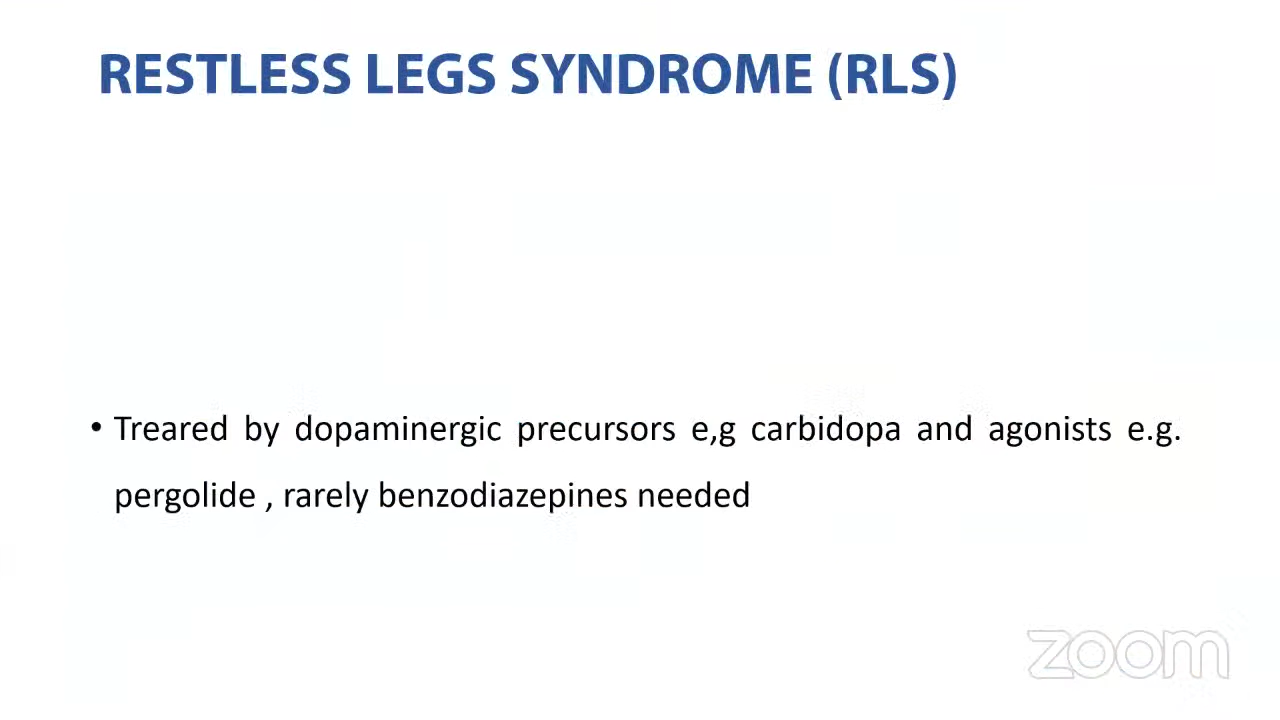 RESTLESS LEGS SYNDROME (RLS)
• Treared by dopaminergic precursors e,g carbidopa and agonists e.g.
pergolide , rarely benzodiazepines needed
zoom